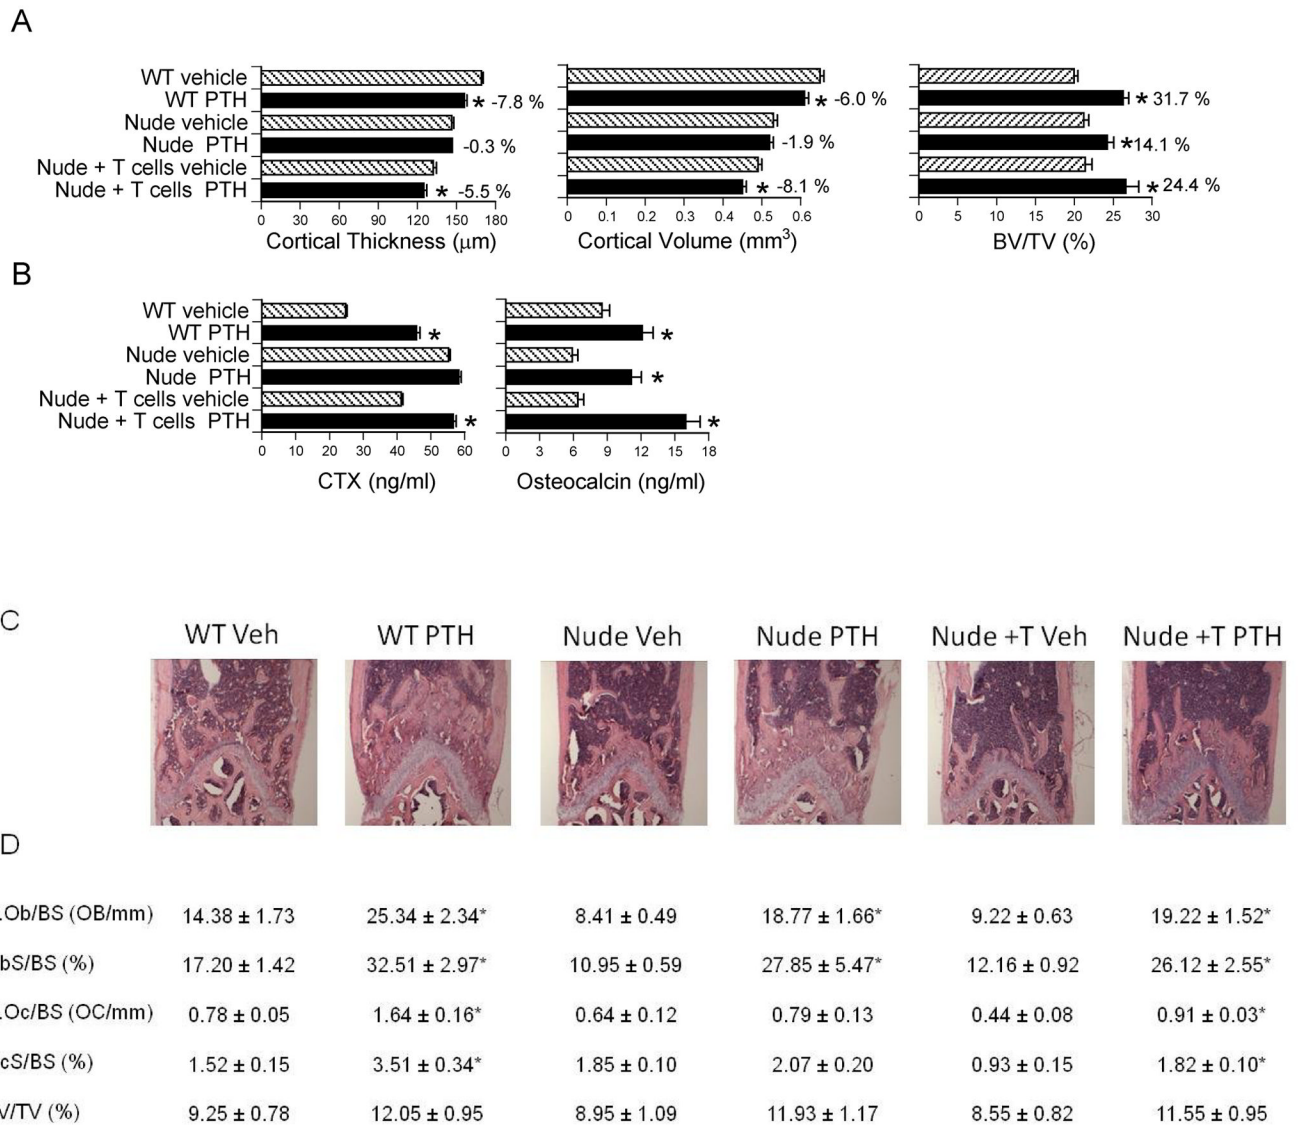 A
WT vehicle
WT PTH
Nude vehicle
Nude PTH
Nude + T cells vehicle
Nude + T cells PTH
* -7.8 %
-0.3 %
* -5.5 %
0 30 60 90 120 150 180
Cortical Thickness (μm)
* -6.0 %
-1.9 %
* -8.1 %
0 0.1 0.2 0.3 0.4 0.5 0.6
Cortical Volume (mm³)
* 31.7 %
*14.1 %
* 24.4 %
0 5 10 15 20 25 30
BV/TV (%)
B
WT vehicle
WT PTH
Nude vehicle
Nude PTH
Nude + T cells vehicle
Nude + T cells PTH
*
*
0 10 20 30 40 50 60
CTX (ng/ml)
*
*
*
0 3 6 9 12 15 18
Osteocalcin (ng/ml)
C
WT Veh WT PTH Nude Veh Nude PTH Nude +T Veh Nude +T PTH
D
.Ob/BS (OB/mm) 14.38 ± 1.73 25.34 ± 2.34* 8.41 ± 0.49 18.77 ± 1.66* 9.22 ± 0.63 19.22 ± 1.52*
bS/BS (%) 17.20 ± 1.42 32.51 ± 2.97* 10.95 ± 0.59 27.85 ± 5.47* 12.16 ± 0.92 26.12 ± 2.55*
.Oc/BS (OC/mm) 0.78 ± 0.05 1.64 ± 0.16* 0.64 ± 0.12 0.79 ± 0.13 0.44 ± 0.08 0.91 ± 0.03*
cS/BS (%) 1.52 ± 0.15 3.51 ± 0.34* 1.85 ± 0.10 2.07 ± 0.20 0.93 ± 0.15 1.82 ± 0.10*
V/TV (%) 9.25 ± 0.78 12.05 ± 0.95 8.95 ± 1.09 11.93 ± 1.17 8.55 ± 0.82 11.55 ± 0.95